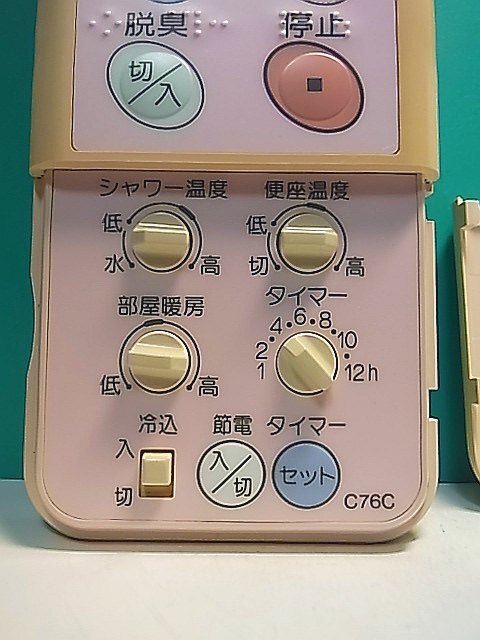 脱臭 停止
切/入
シャワー温度 便座温度
低 低
水 高 切 高
部屋暖房 タイマー
1 2 4 6 8 10 12h
低 高
冷込 節電 タイマー
入 入/切 セット
切
C76C